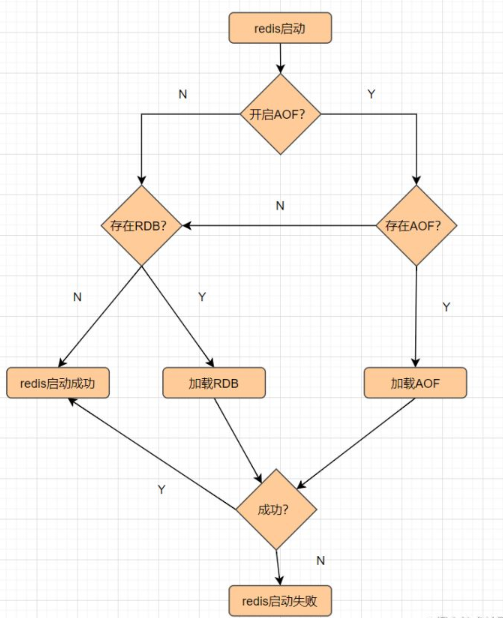 redis启动
N
Y
开启AOF？
N
存在RDB？
存在AOF？
N
Y
Y
redis启动成功
加载RDB
加载AOF
Y
成功？
N
redis启动失败